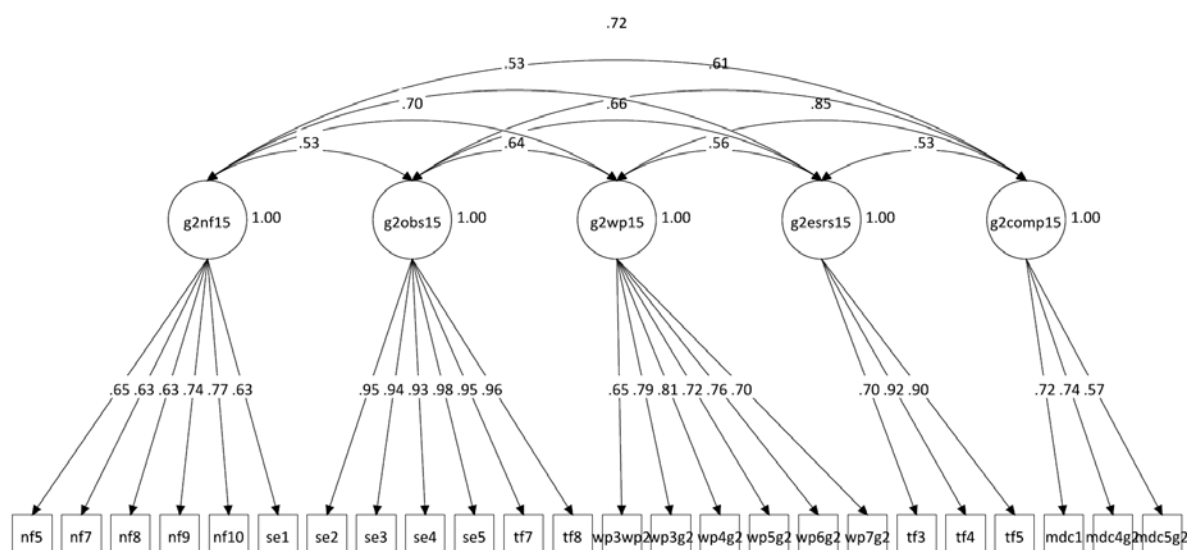 .72
.53 .61
.70 .66 .85
.53 .64 .56 .53
g2nf15 1.00 g2obs15 1.00 g2wp15 1.00 g2esrs15 1.00 g2comp15 1.00
.65 .63 .63 .74 .77 .63 .95 .94 .93 .98 .95 .96 .65 .79 .81 .72 .76 .70 .70 .92 .90 .72 .74 .57
nf5 nf7 nf8 nf9 nf10 se1 se2 se3 se4 se5 tf7 tf8 wp3wp2 wp3g2 wp4g2 wp5g2 wp6g2 wp7g2 tf3 tf4 tf5 mdc1 mdc4g2 mdc5g2